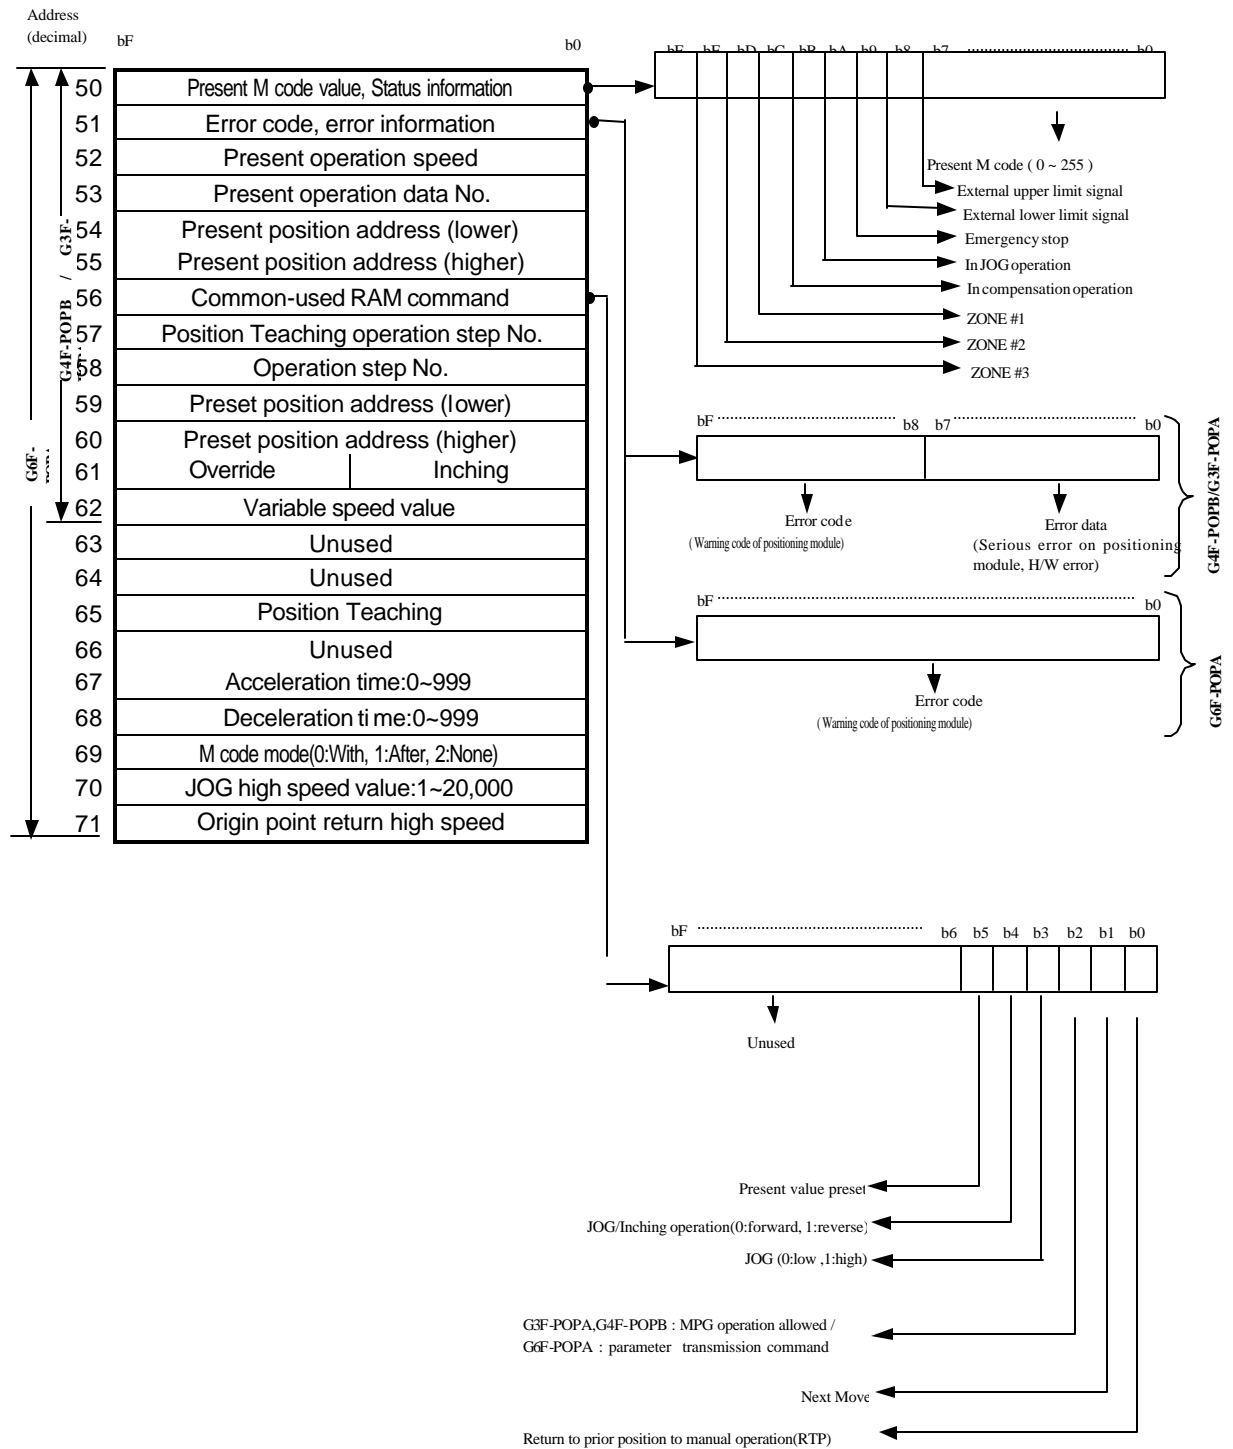 Address
(decimal)
bF b0
50 Present M code value, Status information
51 Error code, error information
52 Present operation speed
53 Present operation data No.
54 Present position address (lower)
55 Present position address (higher)
56 Common-used RAM command
57 Position Teaching operation step No.
58 Operation step No.
59 Preset position address (lower)
60 Preset position address (higher)
61 Override Inching
62 Variable speed value
63 Unused
64 Unused
65 Position Teaching
66 Unused
67 Acceleration time:0~999
68 Deceleration time:0~999
69 M code mode(0:With, 1:After, 2:None)
70 JOG high speed value:1~20,000
71 Origin point return high speed
G4F-POPB / G3F-
G6F-
bF bE bD bC bB bA b9 b8 b7 b0
Present M code ( 0 ~ 255 )
External upper limit signal
External lower limit signal
Emergency stop
In JOG operation
In compensation operation
ZONE #1
ZONE #2
ZONE #3
bF b8 b7 b0
Error code
( Warning code of positioning module)
Error data
(Serious error on positioning
module, H/W error)
G4F-POPB/G3F-POPA
bF b0
Error code
( Warning code of positioning module)
G6F-POPA
bF b6 b5 b4 b3 b2 b1 b0
Unused
Present value preset
JOG/Inching operation(0:forward, 1:reverse)
JOG (0:low ,1:high)
G3F-POPA,G4F-POPB : MPG operation allowed /
G6F-POPA : parameter transmission command
Next Move
Return to prior position to manual operation(RTP)